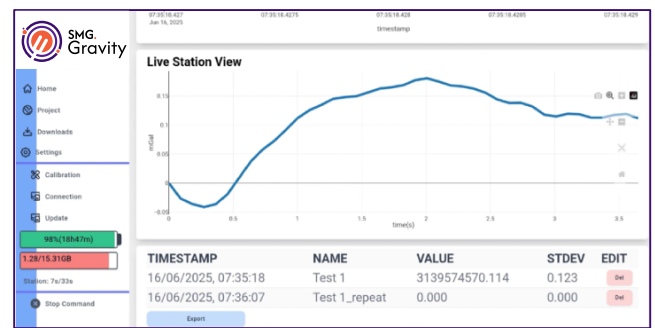 07:35:18.427
Jun 16, 2025
07:35:18.4275
07:35:18.428
07:35:18.4285
07:35:18.429
timestamp
SMG.
Gravity
Home
Project
Downloads
Settings
Calibration
Connection
Update
98%(18h47m)
1.28/15.31GB
Station: 7s/33s
Stop Command
Live Station View
mGal
0.15
0.1
0.05
0
-0.05
0
0.5
1
1.5
2
2.5
3
3.5
time(s)
TIMESTAMP NAME VALUE STDEV EDIT
16/06/2025, 07:35:18 Test 1 3139574570.114 0.123 Del
16/06/2025, 07:36:07 Test 1_repeat 0.000 0.000 Del
Export